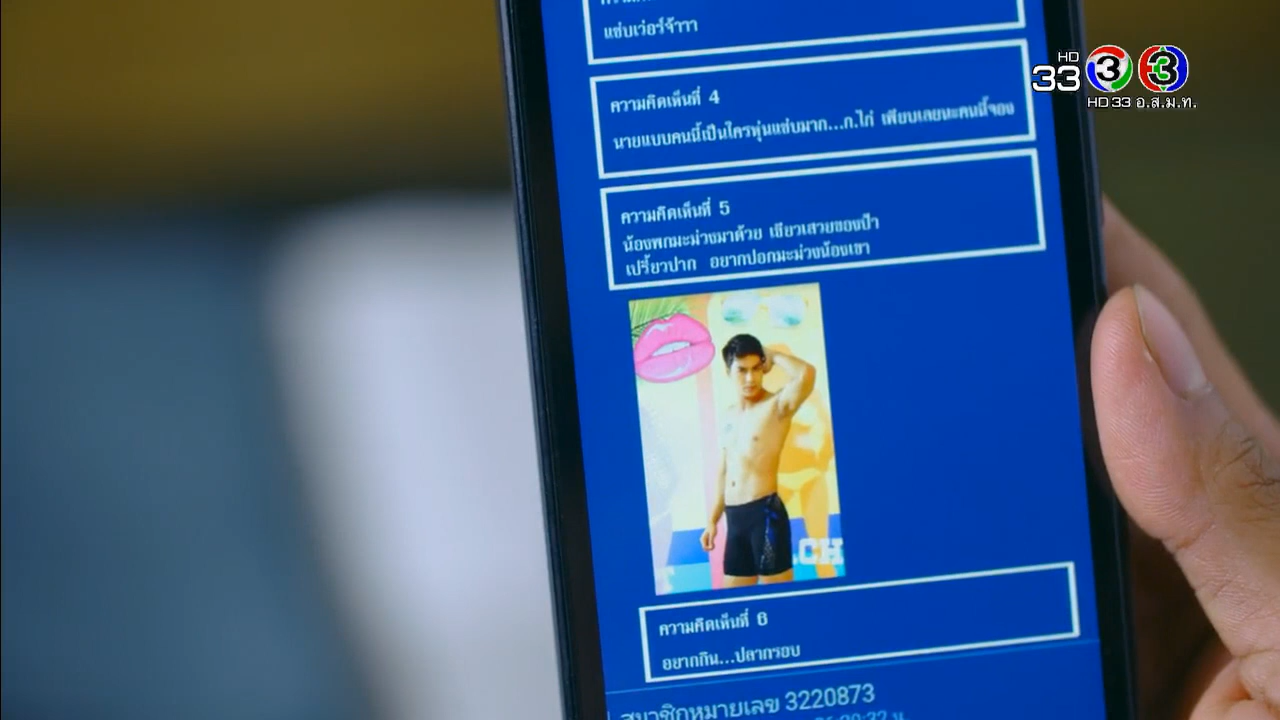 แซ่บเว่อร์จ้าาา
HD
33 3 3
HD 33 อ.ส.ม.ท.
ความคิดเห็นที่ 4
นายแบบคนนี้เป็นใครหุ่นแซ่บมาก...ก.ไก่ เพียบเลยนะคนนี้จอง
ความคิดเห็นที่ 5
น้องพกมะม่วงมาด้วย เขียวเสวยของป้า
เปรี้ยวปาก อยากปอกมะม่วงน้องเขา
CH
ความคิดเห็นที่ 6
อยากกิน...ปลากรอบ
สมาชิกหมายเลข 3220873